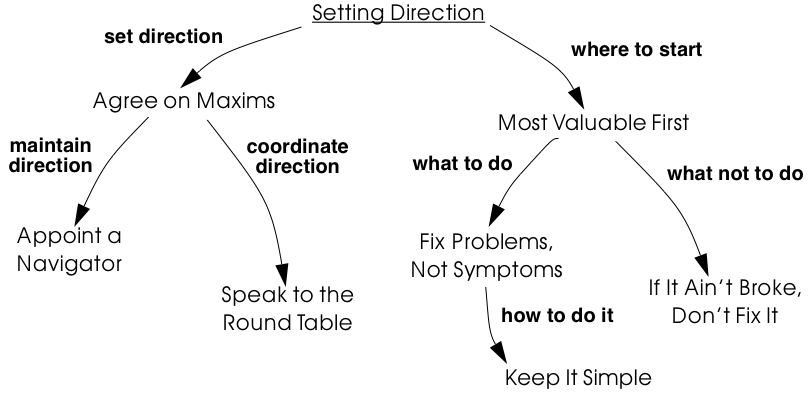 Setting Direction
set direction
where to start
Agree on Maxims
Most Valuable First
maintain
direction
coordinate
direction
what to do
what not to do
Appoint a
Navigator
Fix Problems,
Not Symptoms
Speak to the
Round Table
If It Ain't Broke,
Don't Fix It
how to do it
Keep It Simple